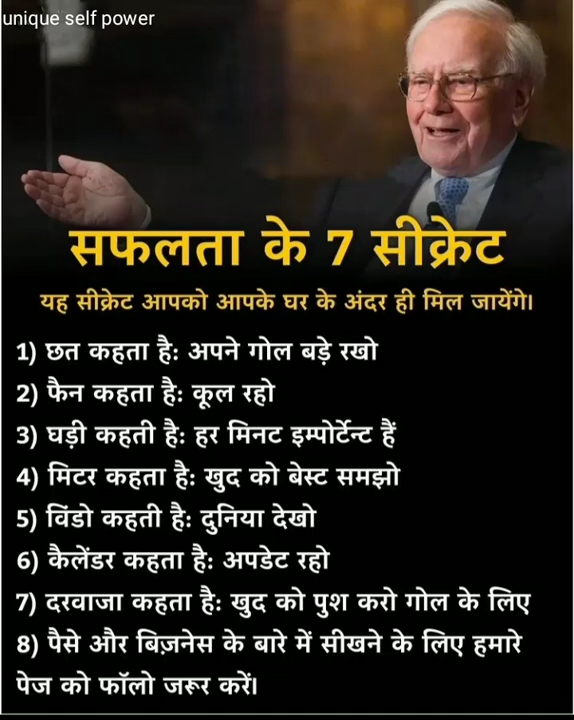 unique self power
सफलता के 7 सीक्रेट
यह सीक्रेट आपको आपके घर के अंदर ही मिल जायेंगे।
1) छत कहता है: अपने गोल बड़े रखो
2) फैन कहता है: कूल रहो
3) घड़ी कहती है: हर मिनट इम्पोर्टेन्ट हैं
4) मिटर कहता है: खुद को बेस्ट समझो
5) विंडो कहती है: दुनिया देखो
6) कैलेंडर कहता है: अपडेट रहो
7) दरवाजा कहता है: खुद को पुश करो गोल के लिए
8) पैसे और बिज़नेस के बारे में सीखने के लिए हमारे
पेज को फॉलो जरूर करें।